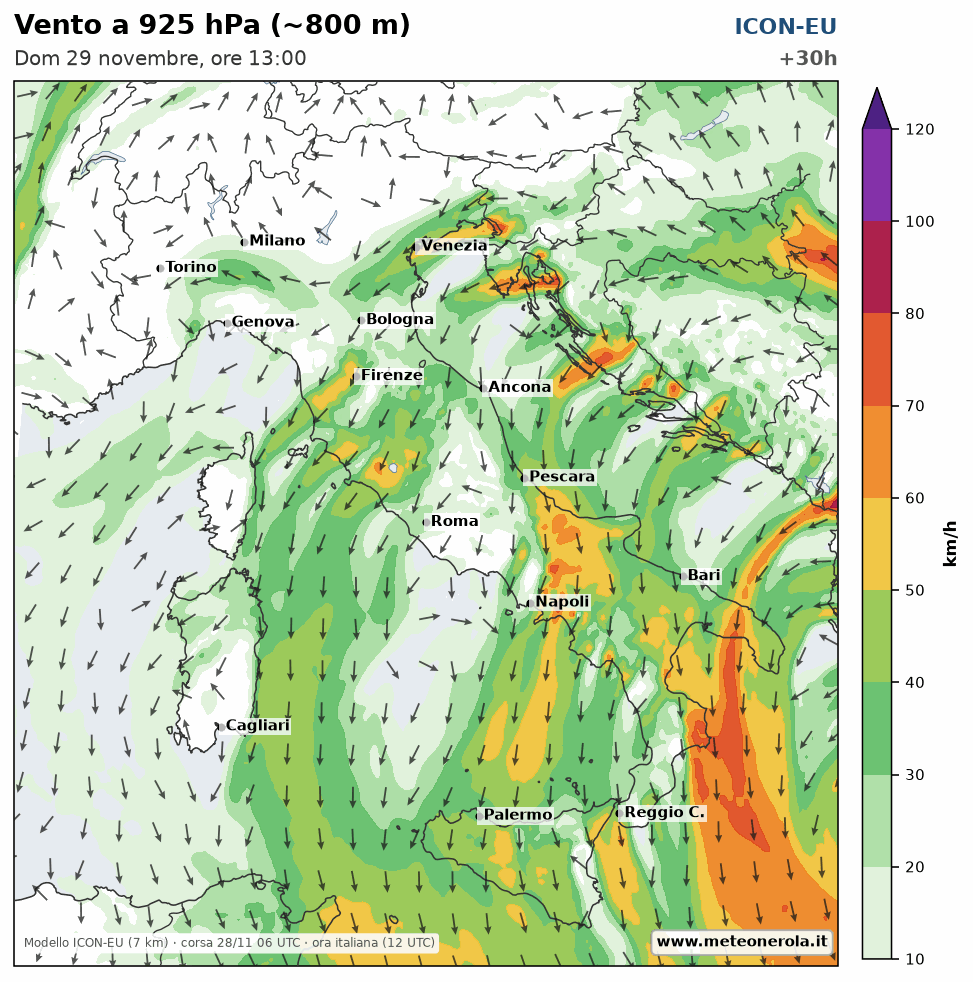 Vento a 925 hPa (~800 m)
ICON-EU
Dom 29 novembre, ore 13:00
+30h
120
100
80
70
60
50
40
30
20
10
km/h
Milano
Venezia
Torino
Genova
Bologna
Firenze
Ancona
Pescara
Roma
Bari
Napoli
Cagliari
Palermo
Reggio C.
Modello ICON-EU (7 km) · corsa 28/11 06 UTC · ora italiana (12 UTC)
www.meteonerola.it